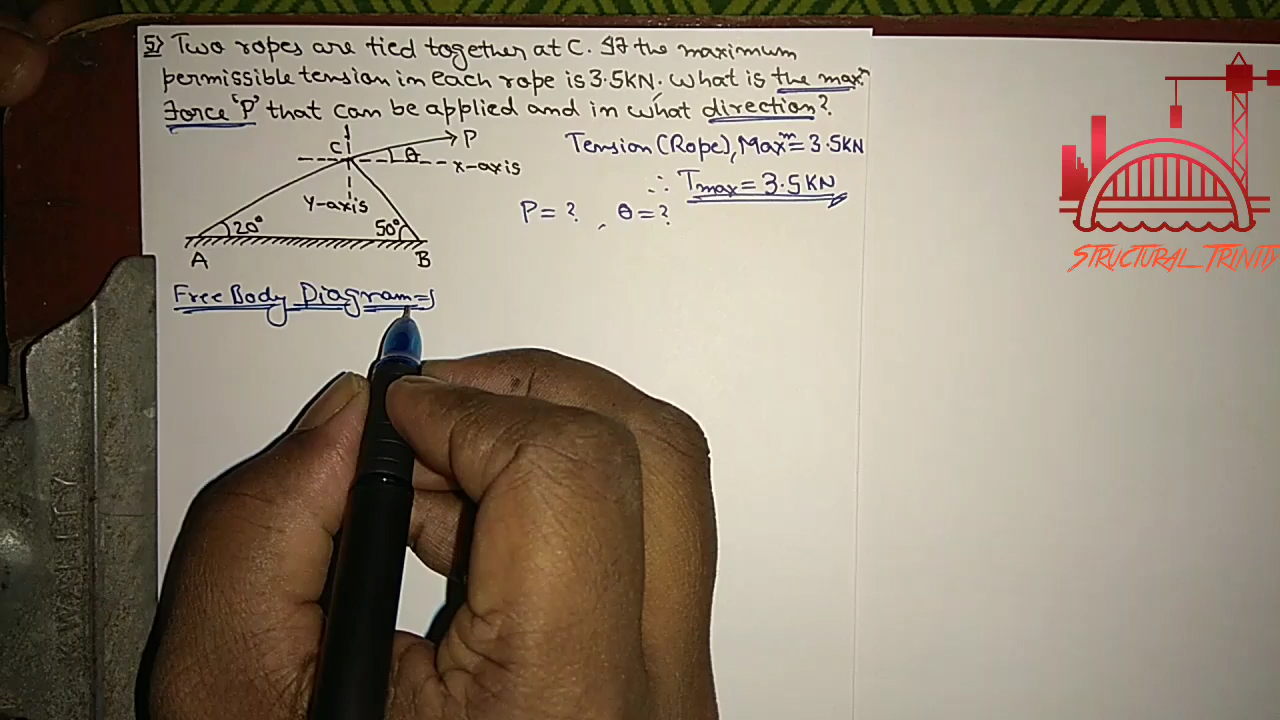 5) Two ropes are tied together at C. If the maximum
permissible tension in each rope is 3.5KN. What is the maxm
Force 'P' that can be applied and in what direction?
Tension (Rope), Maxm = 3.5KN
∴ Tmax = 3.5KN
P = ? , θ = ?
C
θ
P
x-axis
Y-axis
20°
50°
A
B
Free Body Diagram⇒
STRUCTURAL_TRINITY